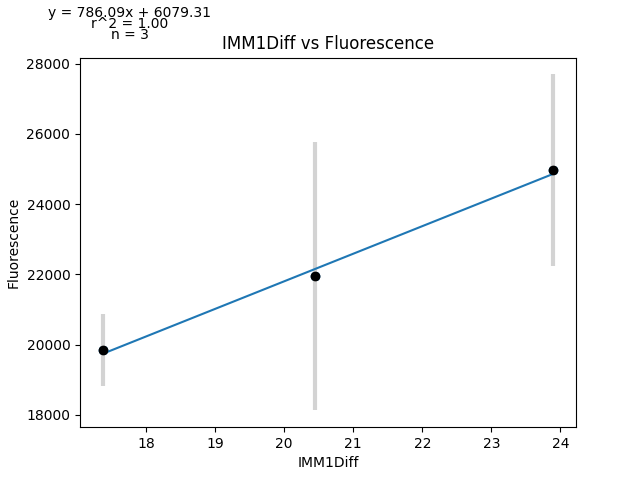 y = 786.09x + 6079.31
r^2 = 1.00
n = 3
IMM1Diff vs Fluorescence
28000
26000
24000
22000
20000
18000
Fluorescence
18 19 20 21 22 23 24
IMM1Diff